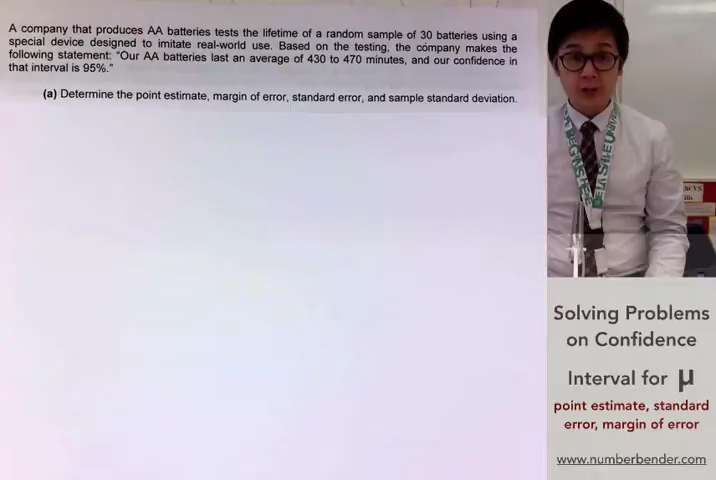 A company that produces AA batteries tests the lifetime of a random sample of 30 batteries using a
special device designed to imitate real-world use. Based on the testing, the company makes the
following statement: “Our AA batteries last an average of 430 to 470 minutes, and our confidence in
that interval is 95%.”
(a) Determine the point estimate, margin of error, standard error, and sample standard deviation.
Solving Problems
on Confidence
Interval for μ
point estimate, standard
error, margin of error
www.numberbender.com